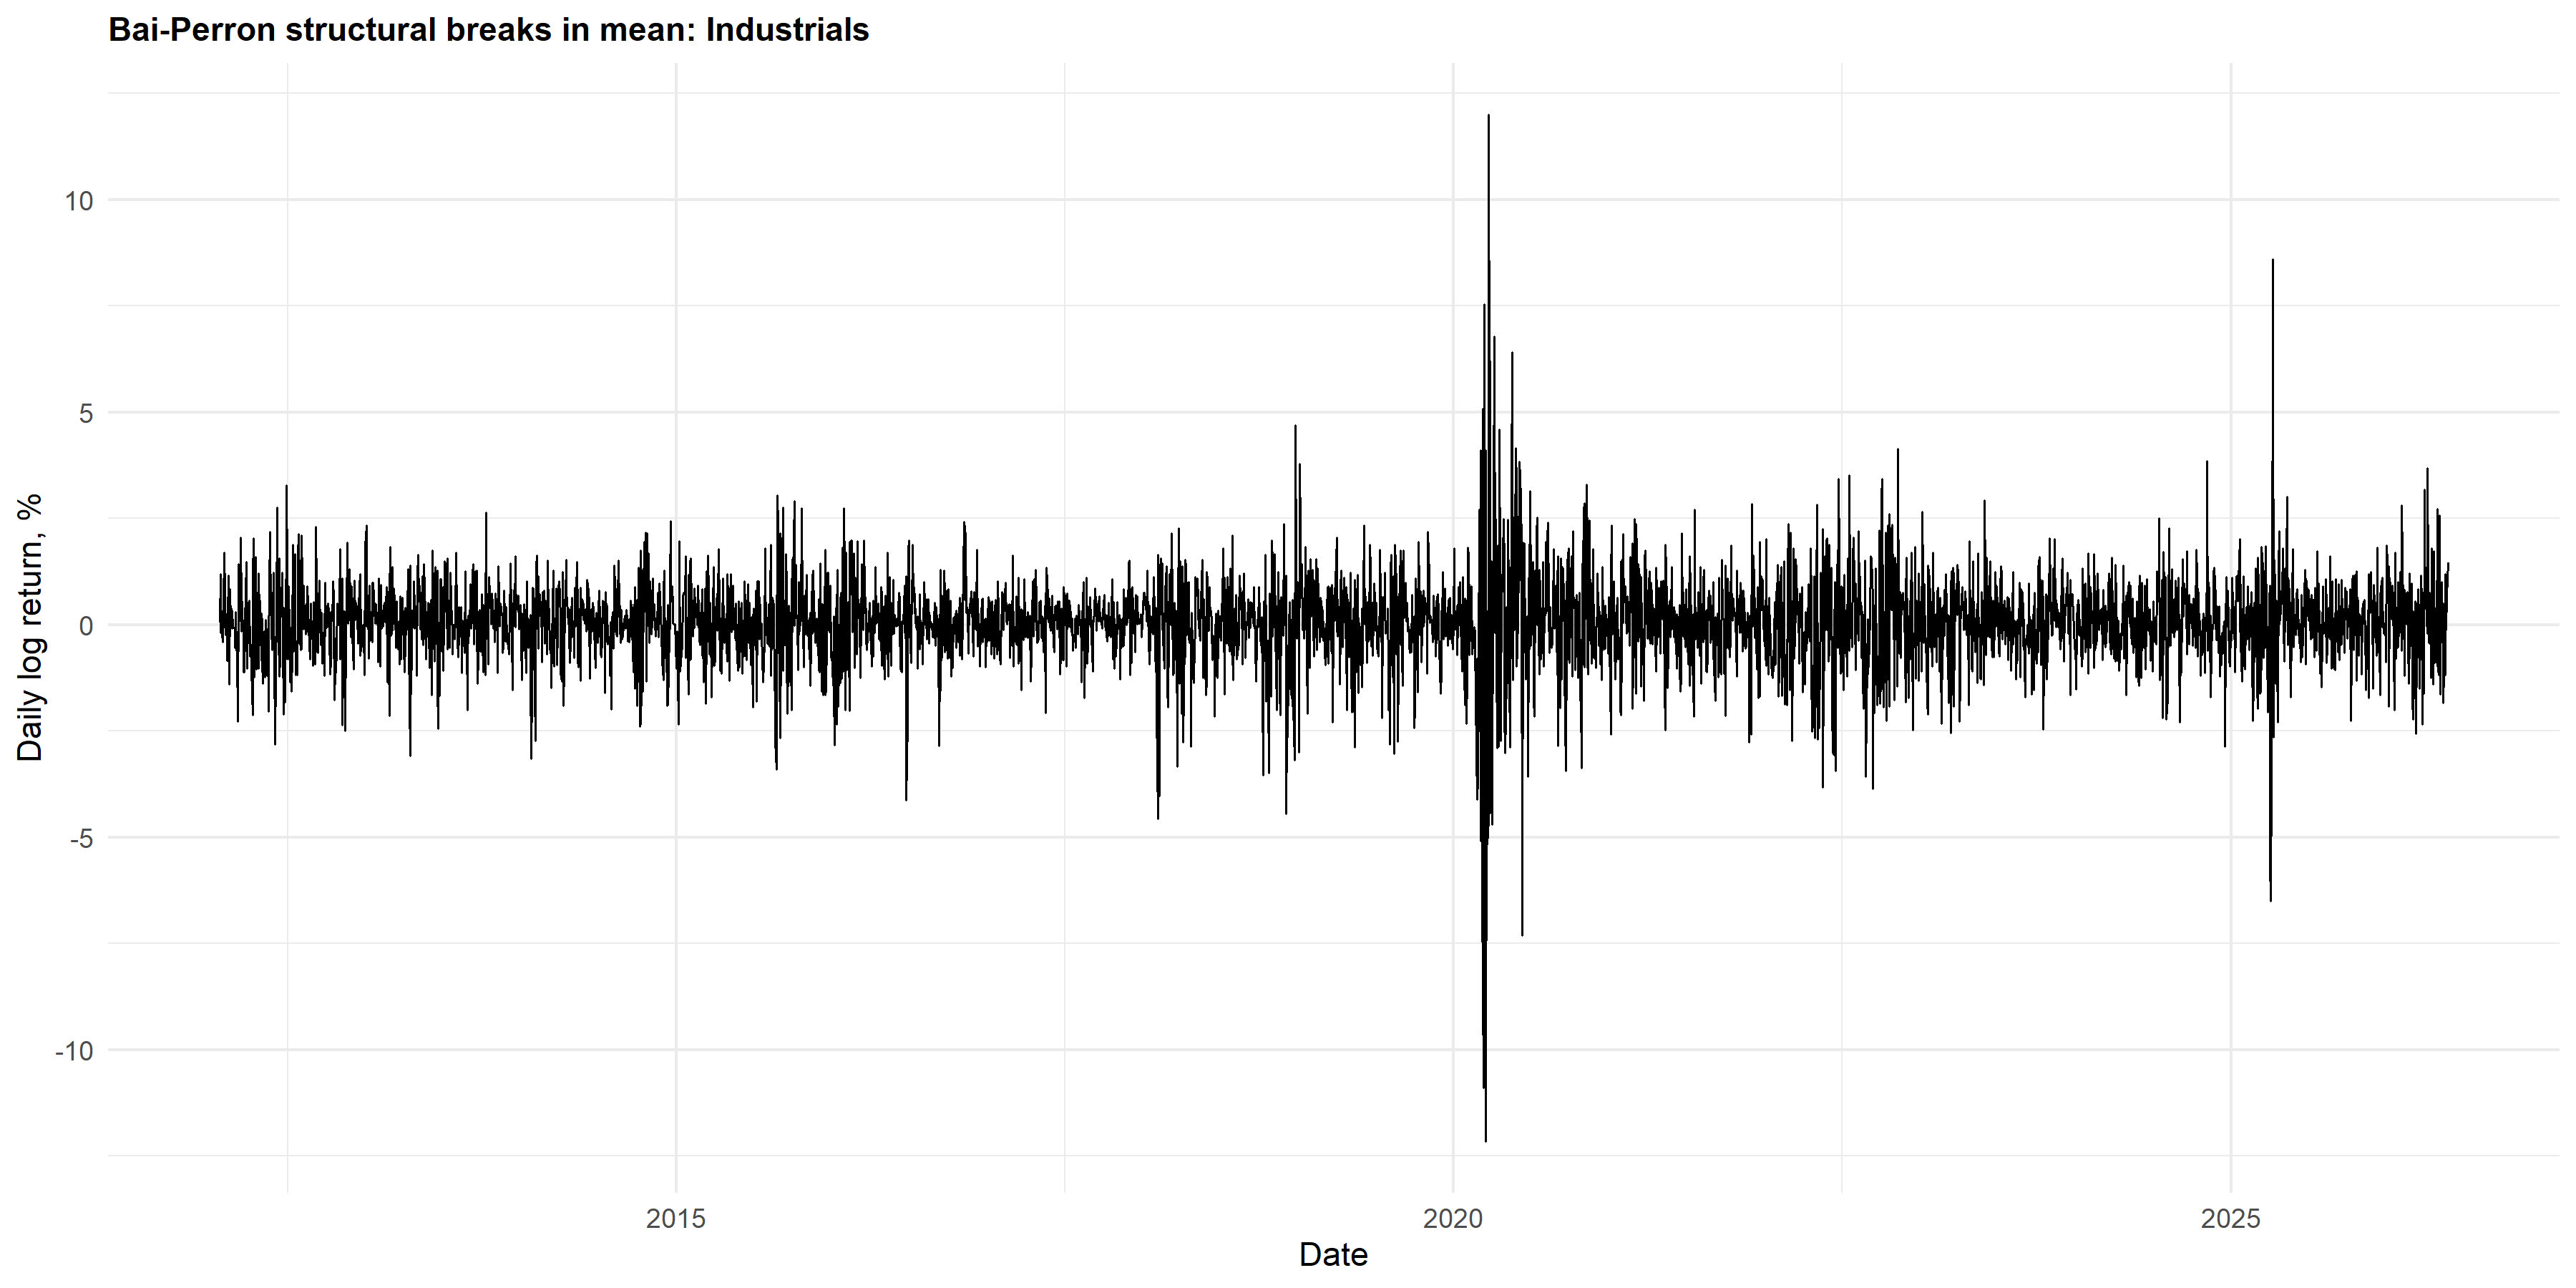 Bai-Perron structural breaks in mean: Industrials
10
5
0
-5
-10
Daily log return, %
2015
2020
2025
Date